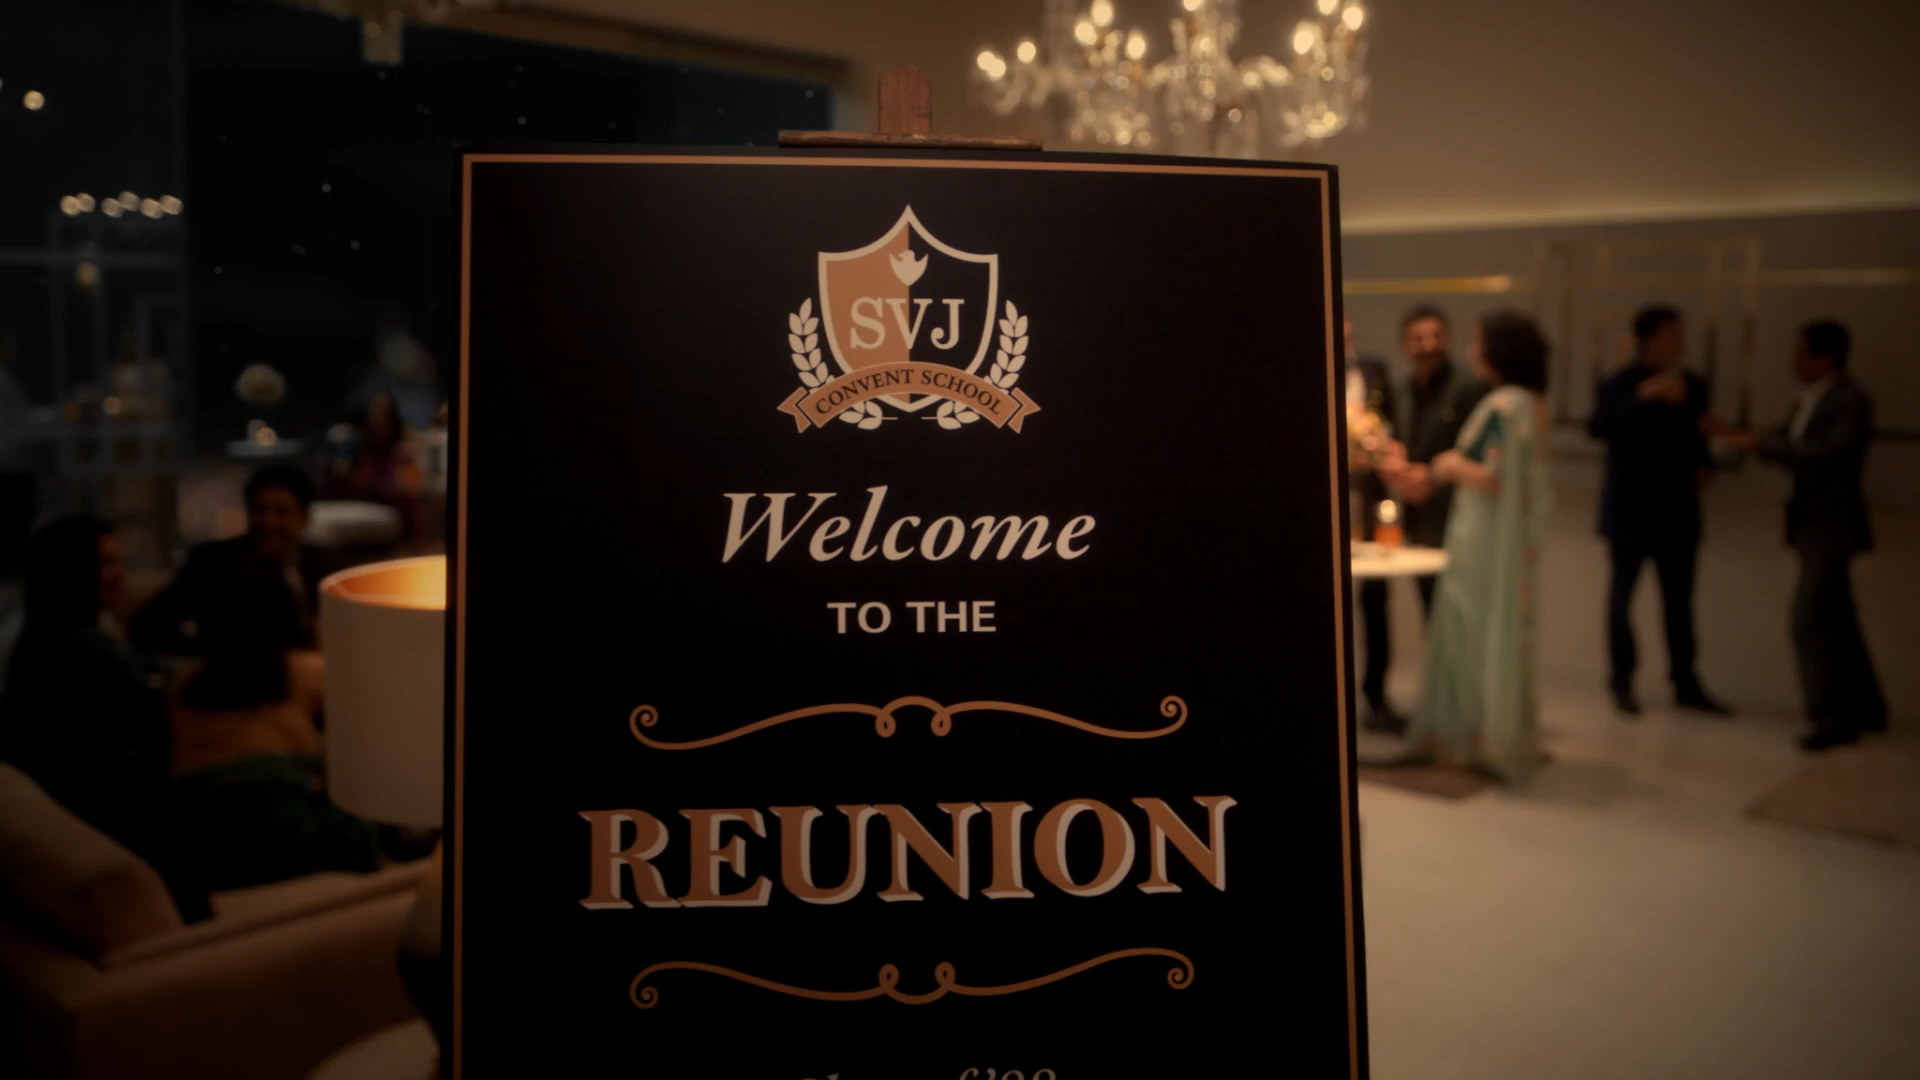 SVJ
CONVENT SCHOOL
Welcome
TO THE
REUNION